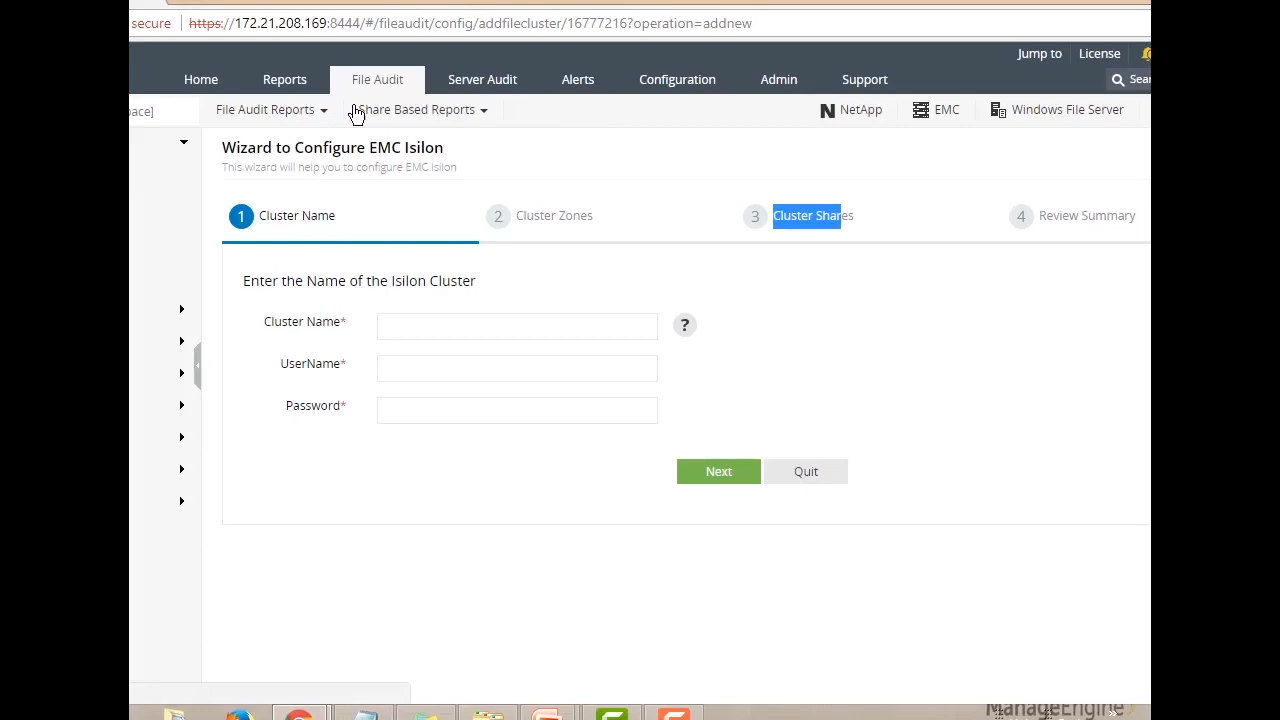 secure https://172.21.208.169:8444/#/fileaudit/config/addfilecluster/16777216?operation=addnew
Jump to License
Home Reports File Audit Server Audit Alerts Configuration Admin Support
File Audit Reports Share Based Reports NetApp EMC Windows File Server
Wizard to Configure EMC Isilon
This wizard will help you to configure EMC Isilon
1 Cluster Name 2 Cluster Zones 3 Cluster Shares 4 Review Summary
Enter the Name of the Isilon Cluster
Cluster Name* ?
UserName*
Password*
Next Quit
ManageEngine